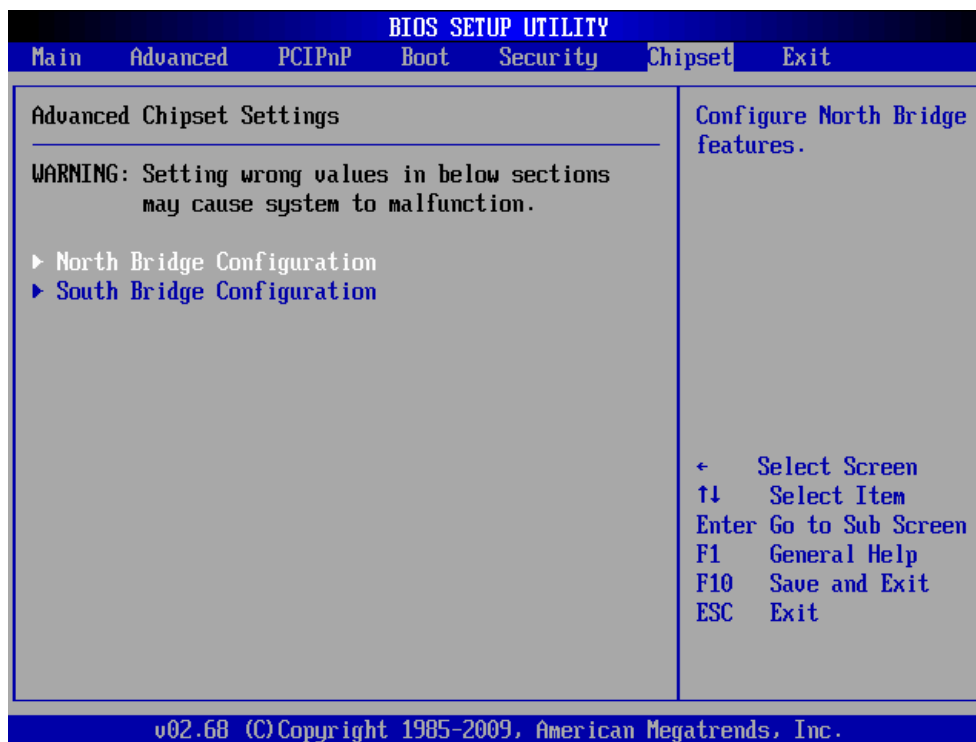 BIOS SETUP UTILITY
Main Advanced PCIPnP Boot Security Chipset Exit
Advanced Chipset Settings
WARNING: Setting wrong values in below sections
may cause system to malfunction.
▶ North Bridge Configuration
▶ South Bridge Configuration
Configure North Bridge
features.
← Select Screen
↑↓ Select Item
Enter Go to Sub Screen
F1 General Help
F10 Save and Exit
ESC Exit
v02.68 (C)Copyright 1985-2009, American Megatrends, Inc.